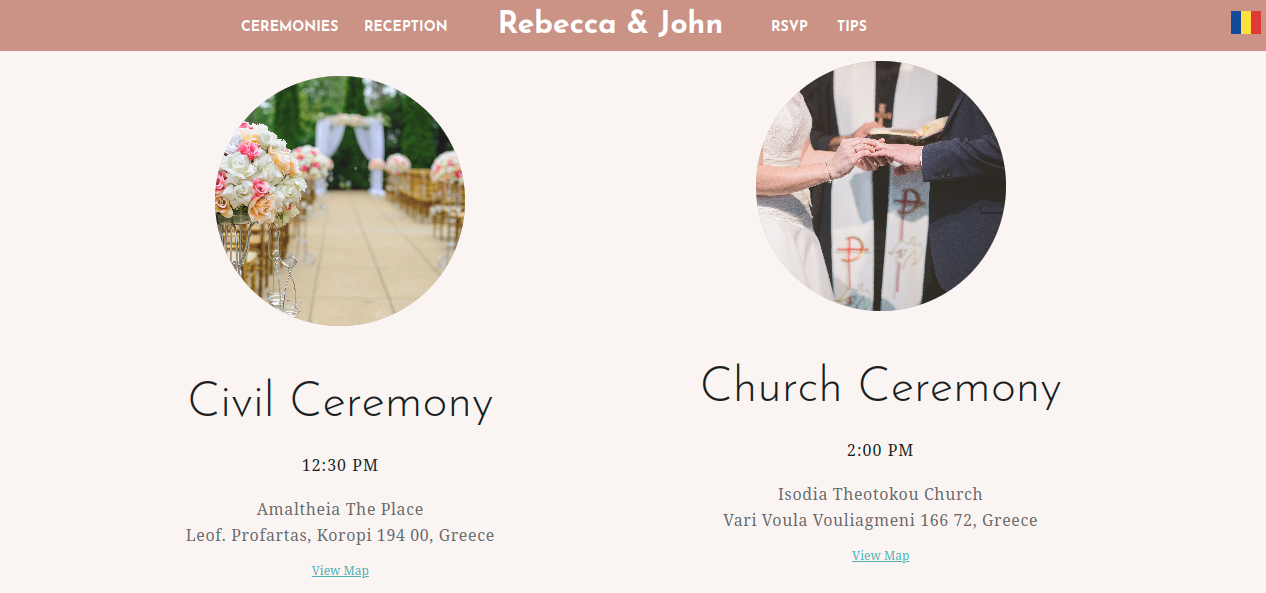 CEREMONIES RECEPTION Rebecca & John RSVP TIPS
Civil Ceremony
12:30 PM
Amaltheia The Place
Leof. Profartas, Koropi 194 00, Greece
View Map
Church Ceremony
2:00 PM
Isodia Theotokou Church
Vari Voula Vouliagmeni 166 72, Greece
View Map